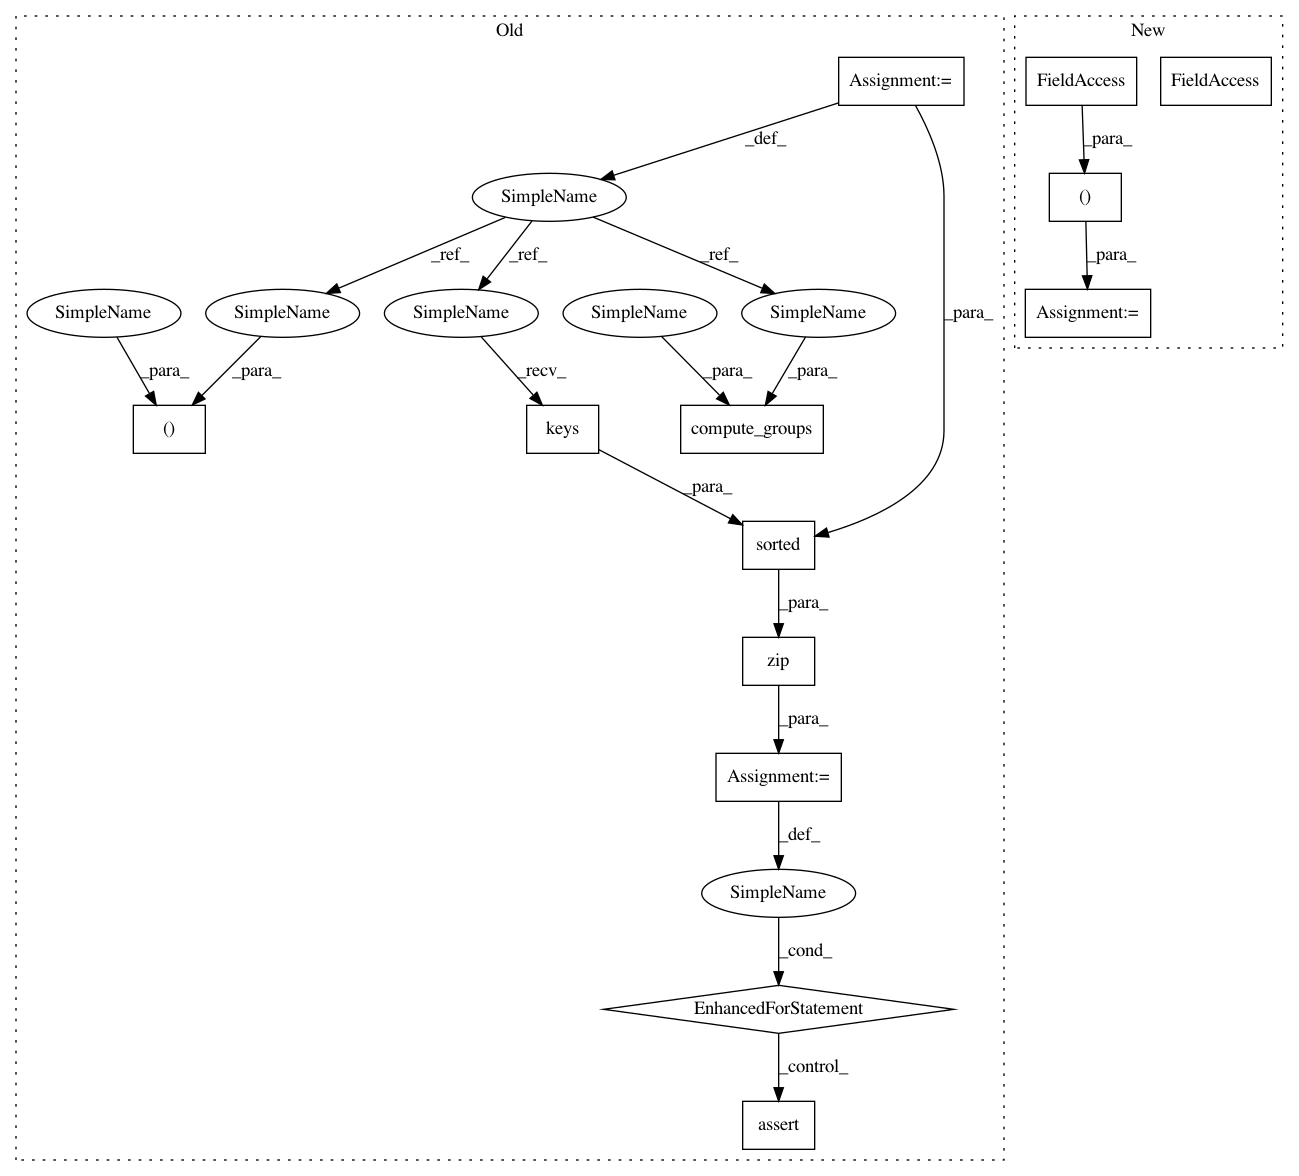 Old
New
Assignment:=
FieldAccess
FieldAccess
_def_
_para_
SimpleName
()
_ref_
_ref_
_ref_
_para_
SimpleName
SimpleName
SimpleName
SimpleName
SimpleName
_para_
Assignment:=
_para_
_para_
_recv_
_para_
_para_
()
keys
compute_groups
_para_
sorted
_para_
zip
_para_
Assignment:=
_def_
SimpleName
_cond_
EnhancedForStatement
_control_
assert